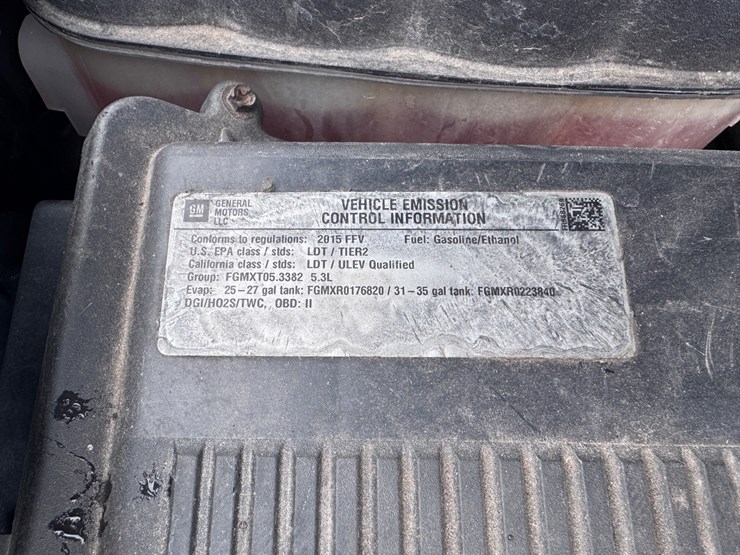 GM
GENERAL
MOTORS
LLC
VEHICLE EMISSION
CONTROL INFORMATION
Conforms to regulations: 2015 FFV Fuel: Gasoline/Ethanol
U.S. EPA class / stds: LDT / TIER2
California class / stds: LDT / ULEV Qualified
Group: FGMXT05.3382 5.3L
Evap: 25-27 gal tank: FGMXR0176820 / 31-35 gal tank: FGMXR0223840
DGI/HO2S/TWC, OBD: II